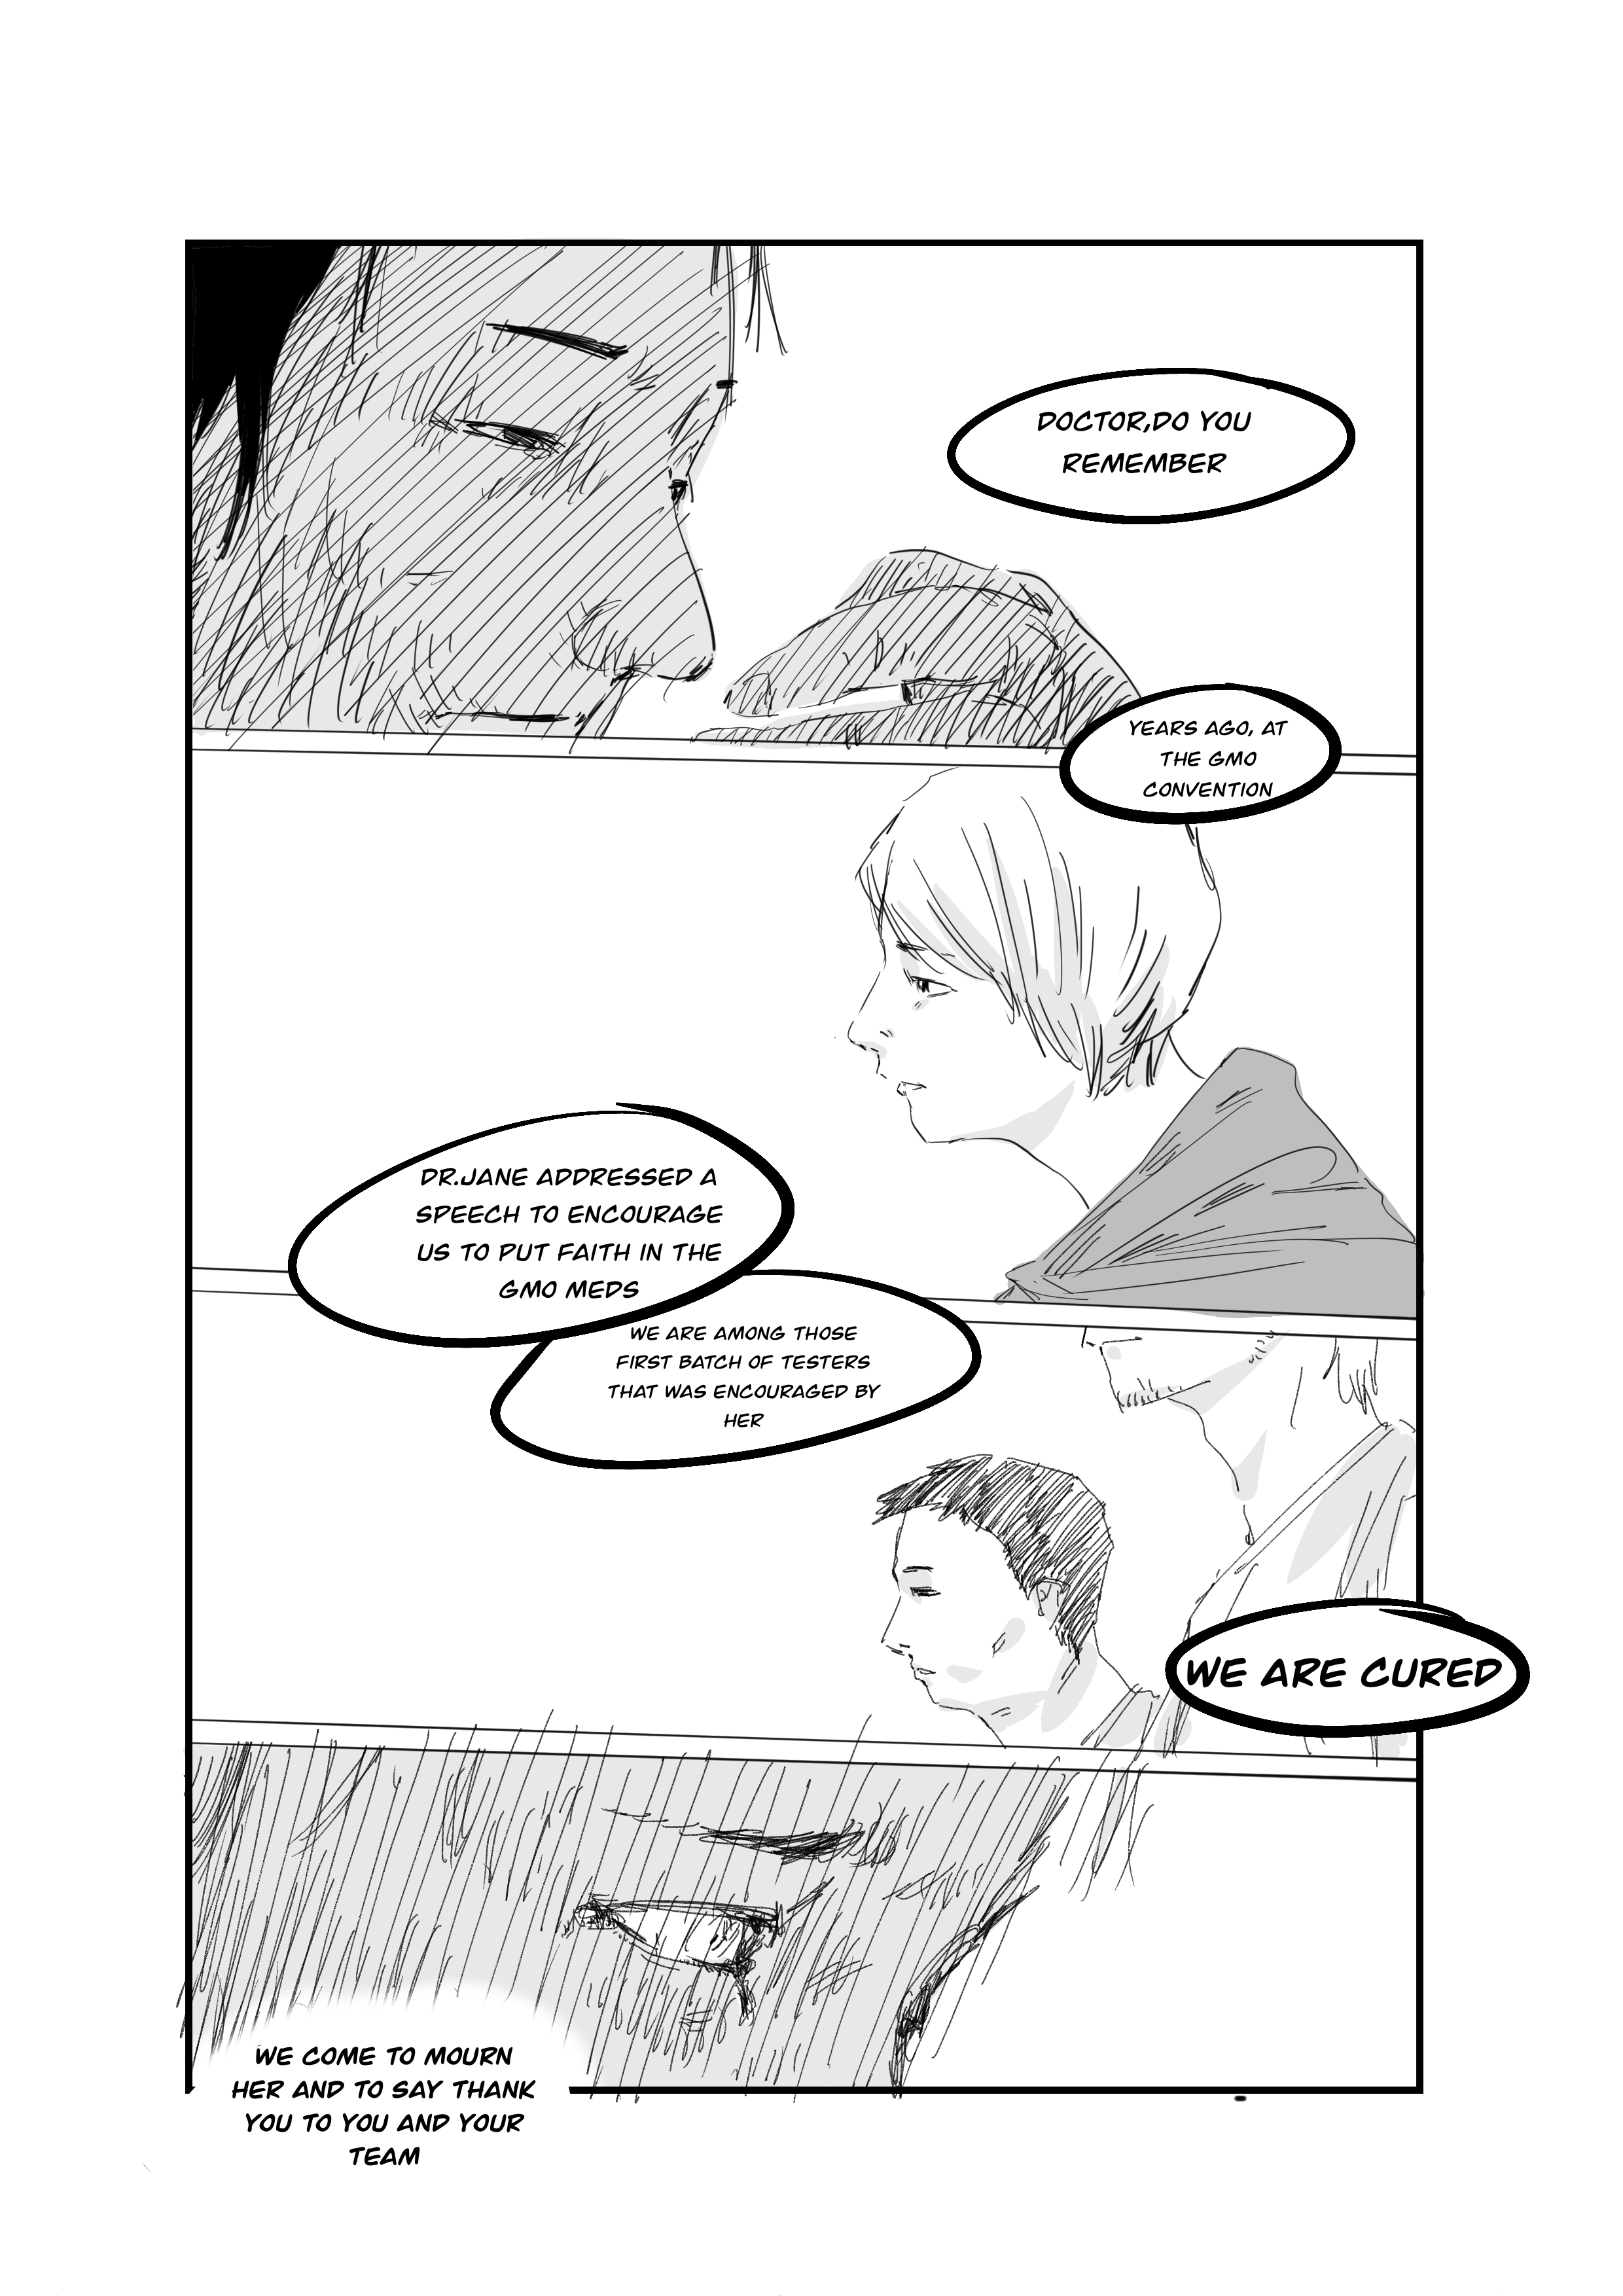 DOCTOR,DO YOU
REMEMBER
YEARS AGO, AT
THE GMO
CONVENTION
DR.JANE ADDRESSED A
SPEECH TO ENCOURAGE
US TO PUT FAITH IN THE
GMO MEDS
WE ARE AMONG THOSE
FIRST BATCH OF TESTERS
THAT WAS ENCOURAGED BY
HER
WE ARE CURED
WE COME TO MOURN
HER AND TO SAY THANK
YOU TO YOU AND YOUR
TEAM